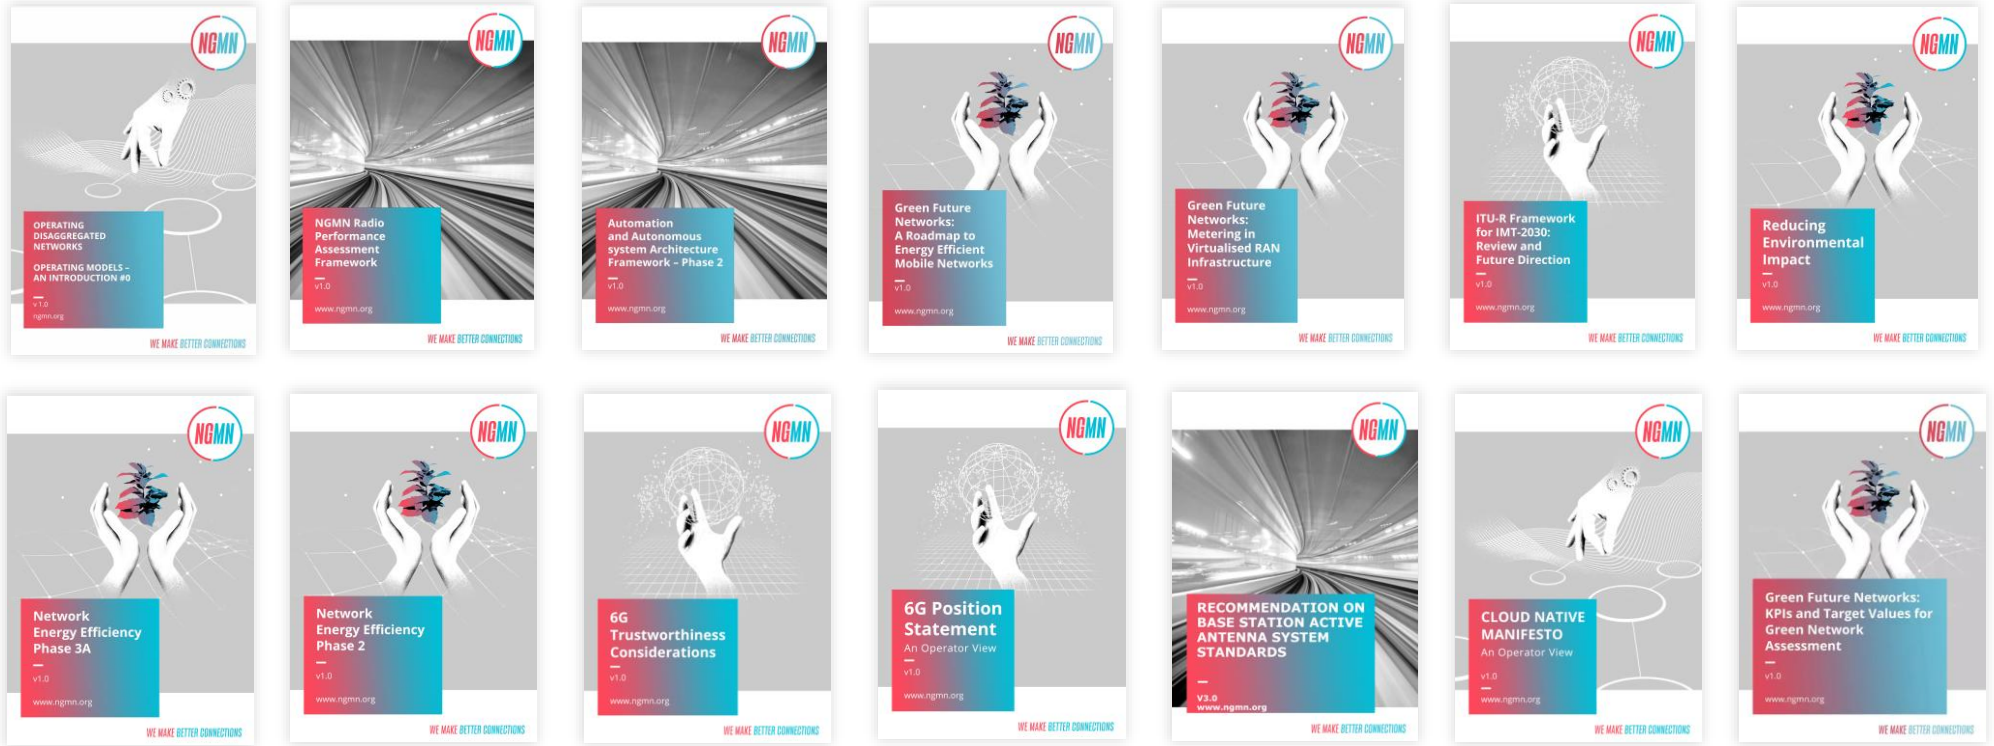 NGMN
OPERATING
DISAGGREGATED
NETWORKS
OPERATING MODELS –
AN INTRODUCTION #0
v 1.0
ngmn.org
WE MAKE BETTER CONNECTIONS
NGMN
NGMN Radio
Performance
Assessment
Framework
v1.0
www.ngmn.org
WE MAKE BETTER CONNECTIONS
NGMN
Automation
and Autonomous
system Architecture
Framework – Phase 2
v1.0
www.ngmn.org
WE MAKE BETTER CONNECTIONS
NGMN
Green Future
Networks:
A Roadmap to
Energy Efficient
Mobile Networks
v1.0
www.ngmn.org
WE MAKE BETTER CONNECTIONS
NGMN
Green Future
Networks:
Metering in
Virtualised RAN
Infrastructure
v1.0
www.ngmn.org
WE MAKE BETTER CONNECTIONS
NGMN
ITU-R Framework
for IMT-2030:
Review and
Future Direction
v1.0
www.ngmn.org
WE MAKE BETTER CONNECTIONS
NGMN
Reducing
Environmental
Impact
v1.0
www.ngmn.org
WE MAKE BETTER CONNECTIONS
NGMN
Network
Energy Efficiency
Phase 3A
v1.0
www.ngmn.org
WE MAKE BETTER CONNECTIONS
NGMN
Network
Energy Efficiency
Phase 2
v1.0
www.ngmn.org
WE MAKE BETTER CONNECTIONS
NGMN
6G
Trustworthiness
Considerations
v1.0
www.ngmn.org
WE MAKE BETTER CONNECTIONS
NGMN
6G Position
Statement
An Operator View
v1.0
www.ngmn.org
WE MAKE BETTER CONNECTIONS
NGMN
RECOMMENDATION ON
BASE STATION ACTIVE
ANTENNA SYSTEM
STANDARDS
V3.0
www.ngmn.org
WE MAKE BETTER CONNECTIONS
NGMN
CLOUD NATIVE
MANIFESTO
An Operator View
v1.0
www.ngmn.org
WE MAKE BETTER CONNECTIONS
NGMN
Green Future Networks:
KPIs and Target Values for
Green Network
Assessment
v1.0
www.ngmn.org
WE MAKE BETTER CONNECTIONS